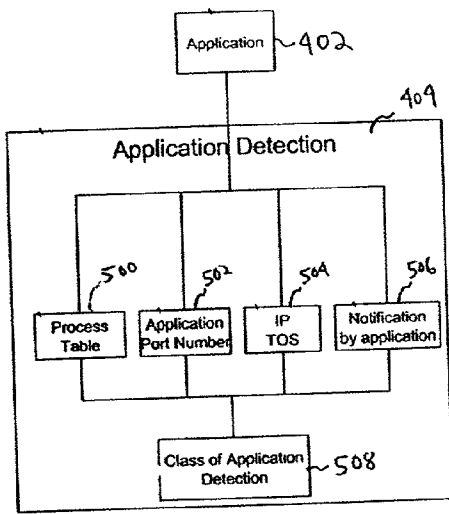 Application
402
404
Application Detection
500
502
504
506
Process
Table
Application
Port Number
IP
TOS
Notification
by application
Class of Application
Detection
508